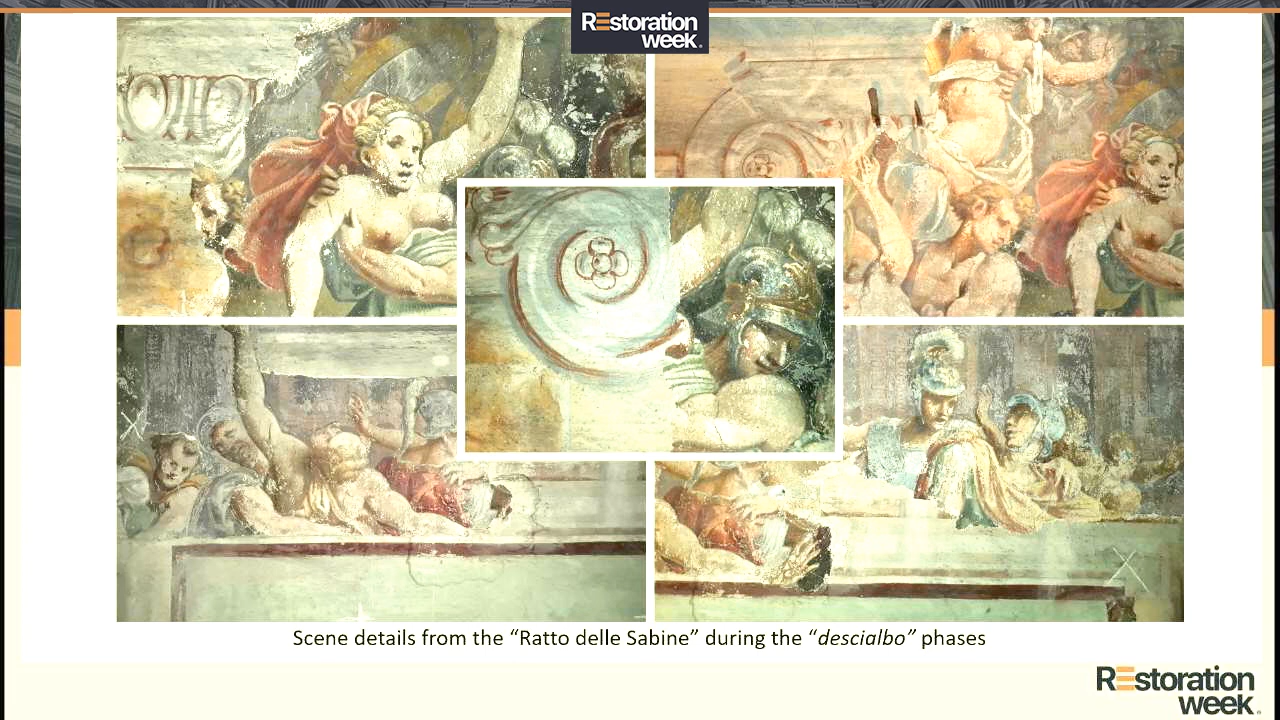 REstoration
week.
Scene details from the “Ratto delle Sabine” during the “descialbo” phases
REstoration
week.